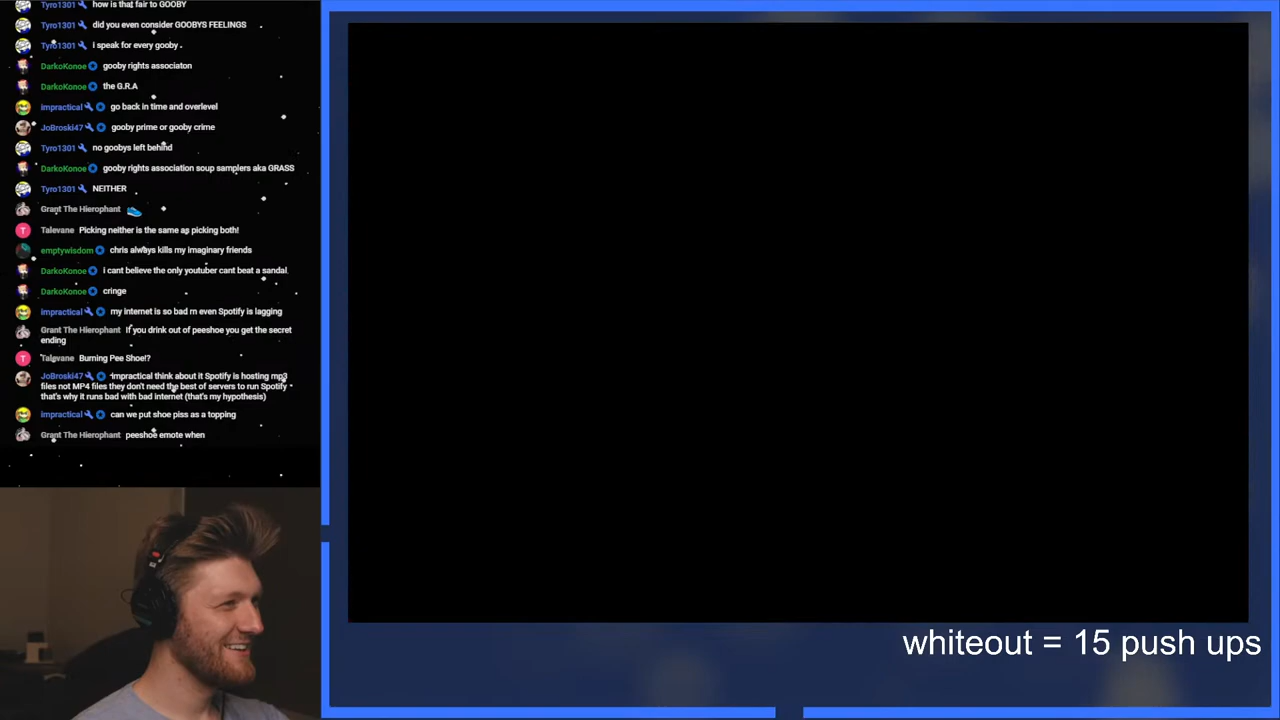 Tyro1301 how is that fair to GOOBY
Tyro1301 did you even consider GOOBYS FEELINGS
Tyro1301 i speak for every gooby
DarkoKonoe gooby rights associaton
DarkoKonoe the G.R.A
impractical go back in time and overlevel
JoBroski47 gooby prime or gooby crime
Tyro1301 no goobys left behind
DarkoKonoe gooby rights association soup samplers aka GRASS
Tyro1301 NEITHER
Grant The Hierophant
T Talevane Picking neither is the same as picking both!
emptywisdom chris always kills my imaginary friends
DarkoKonoe i cant believe the only youtuber cant beat a sandal
DarkoKonoe cringe
impractical my internet is so bad rn even Spotify is lagging
Grant The Hierophant If you drink out of peeshoe you get the secret
ending
T Talevane Burning Pee Shoe!?
JoBroski47 impractical think about it Spotify is hosting mp3
files not MP4 files they don't need the best of servers to run Spotify
that's why it runs bad with bad internet (that's my hypothesis)
impractical can we put shoe piss as a topping
Grant The Hierophant peeshoe emote when
whiteout = 15 push ups